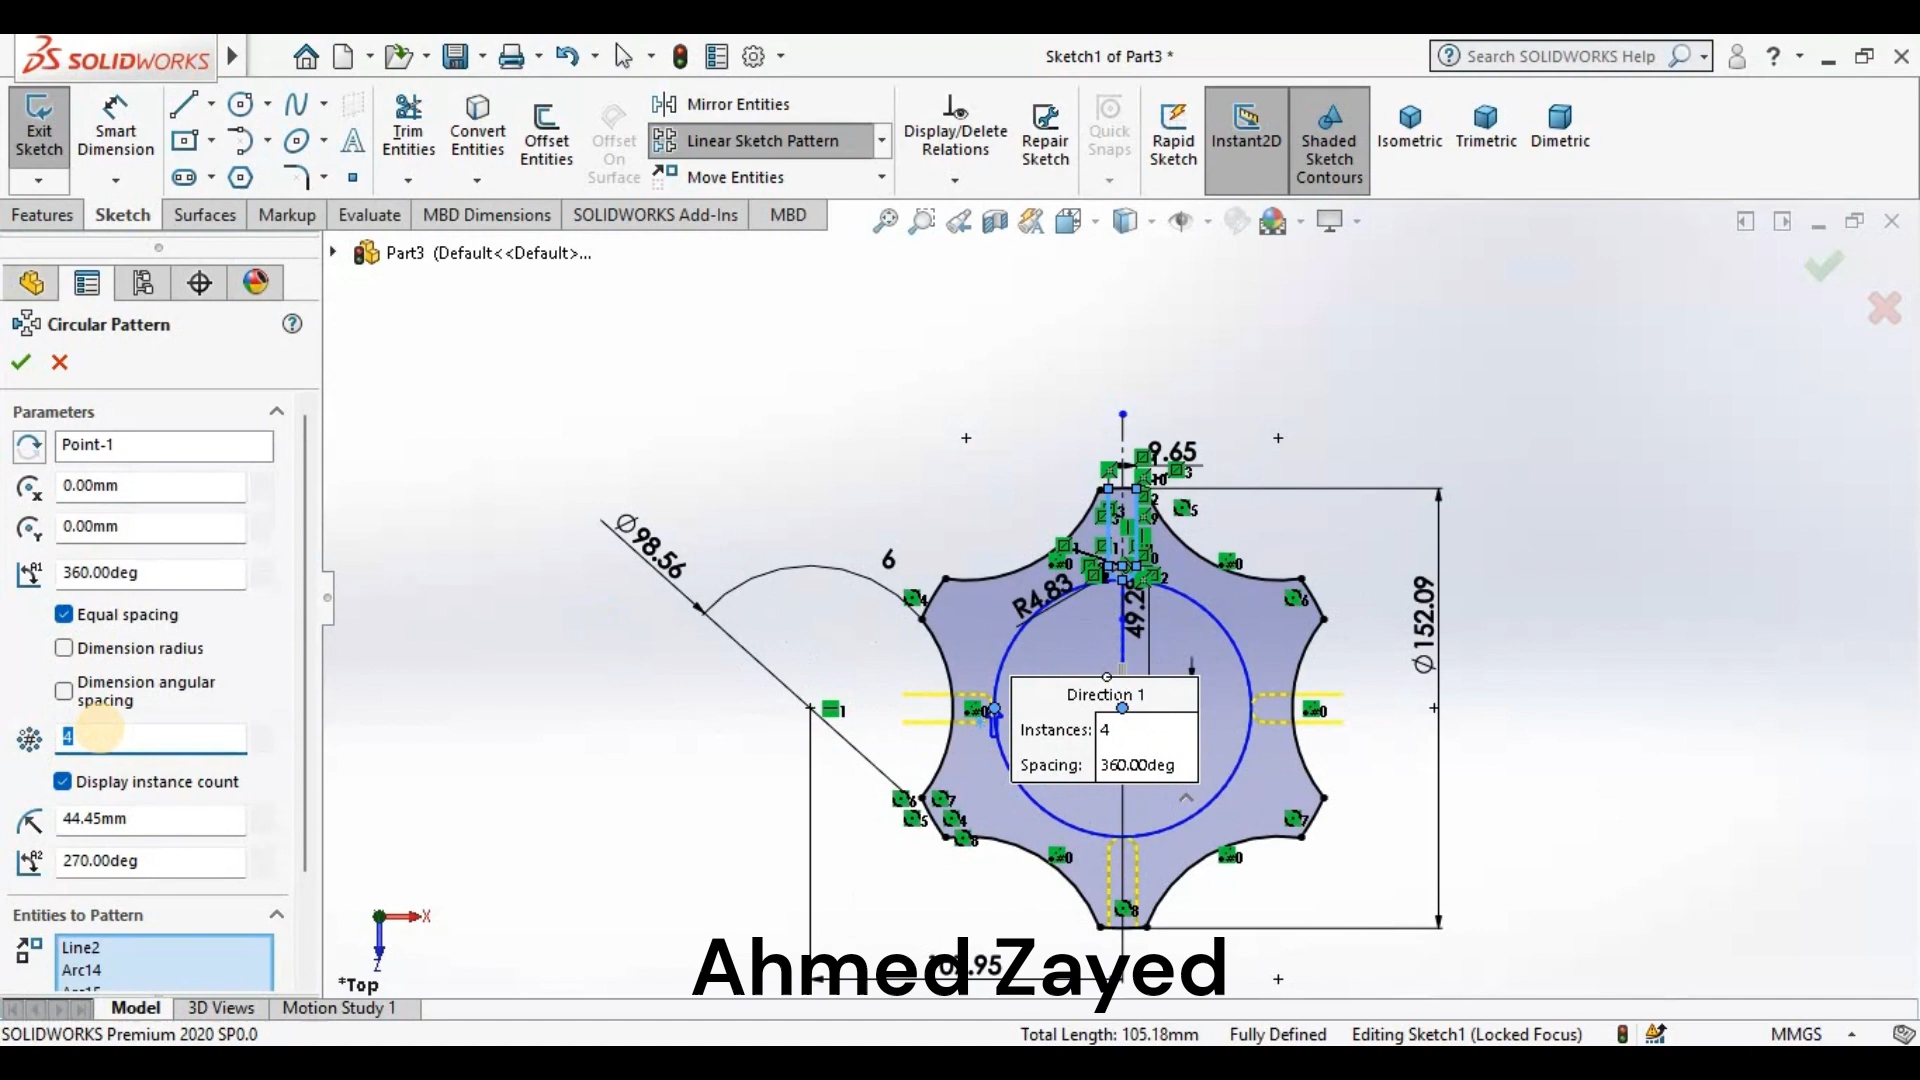 SOLIDWORKS
Sketch1 of Part3 *
Search SOLIDWORKS Help
Exit Sketch
Smart Dimension
Trim Entities
Convert Entities
Offset Entities
Offset On Surface
Mirror Entities
Linear Sketch Pattern
Move Entities
Display/Delete Relations
Repair Sketch
Quick Snaps
Rapid Sketch
Instant2D
Shaded Sketch Contours
Isometric
Trimetric
Dimetric
Features
Sketch
Surfaces
Markup
Evaluate
MBD Dimensions
SOLIDWORKS Add-Ins
MBD
Part3 (Default<<Default>...
Circular Pattern
Parameters
Point-1
0.00mm
0.00mm
360.00deg
Equal spacing
Dimension radius
Dimension angular
spacing
4
Display instance count
44.45mm
270.00deg
Entities to Pattern
Line2
Arc14
9.65
Ø98.56
6
R4.83
Ø152.09
Direction 1
Instances: 4
Spacing: 360.00deg
X
Z
*Top
Ahmed Zayed
Model
3D Views
Motion Study 1
SOLIDWORKS Premium 2020 SP0.0
Total Length: 105.18mm
Fully Defined
Editing Sketch1 (Locked Focus)
MMGS